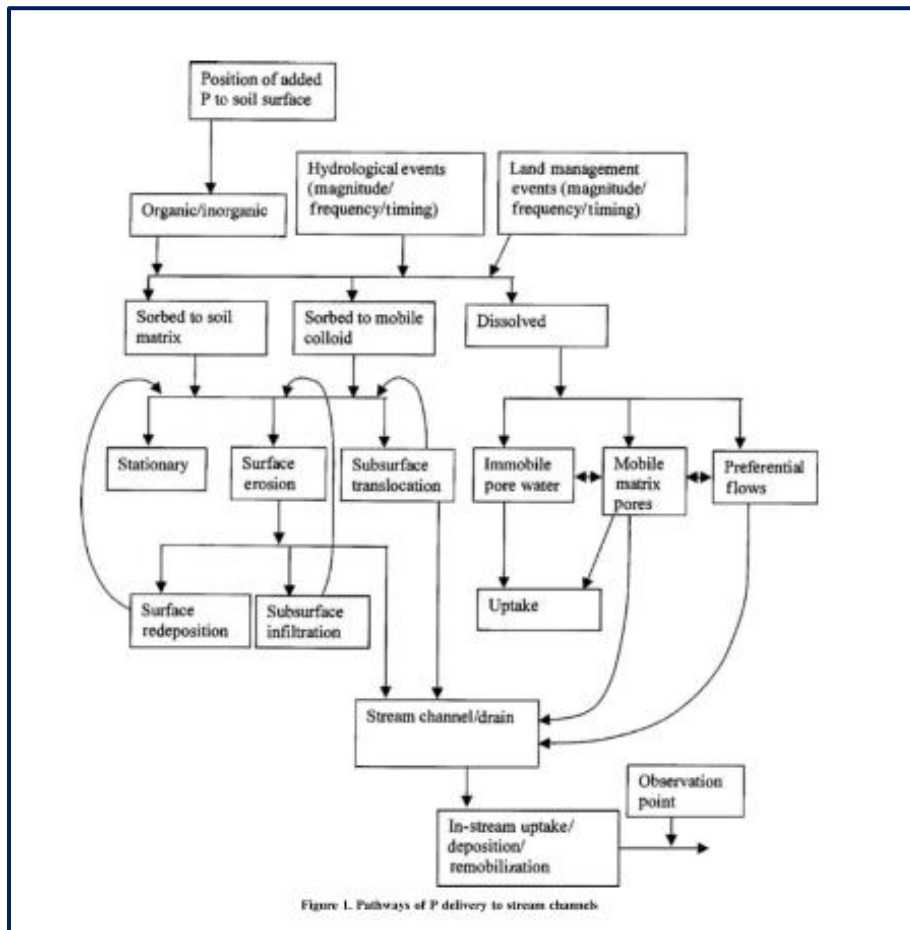 Position of added
P to soil surface
Hydrological events
(magnitude/
frequency/timing)
Land management
events (magnitude/
frequency/timing)
Organic/inorganic
Sorbed to soil
matrix
Sorbed to mobile
colloid
Dissolved
Stationary
Surface
erosion
Subsurface
translocation
Immobile
pore water
Mobile
matrix
pores
Preferential
flows
Surface
redeposition
Subsurface
infiltration
Uptake
Stream channel/drain
Observation
point
In-stream uptake/
deposition/
remobilization
Figure 1. Pathways of P delivery to stream channels